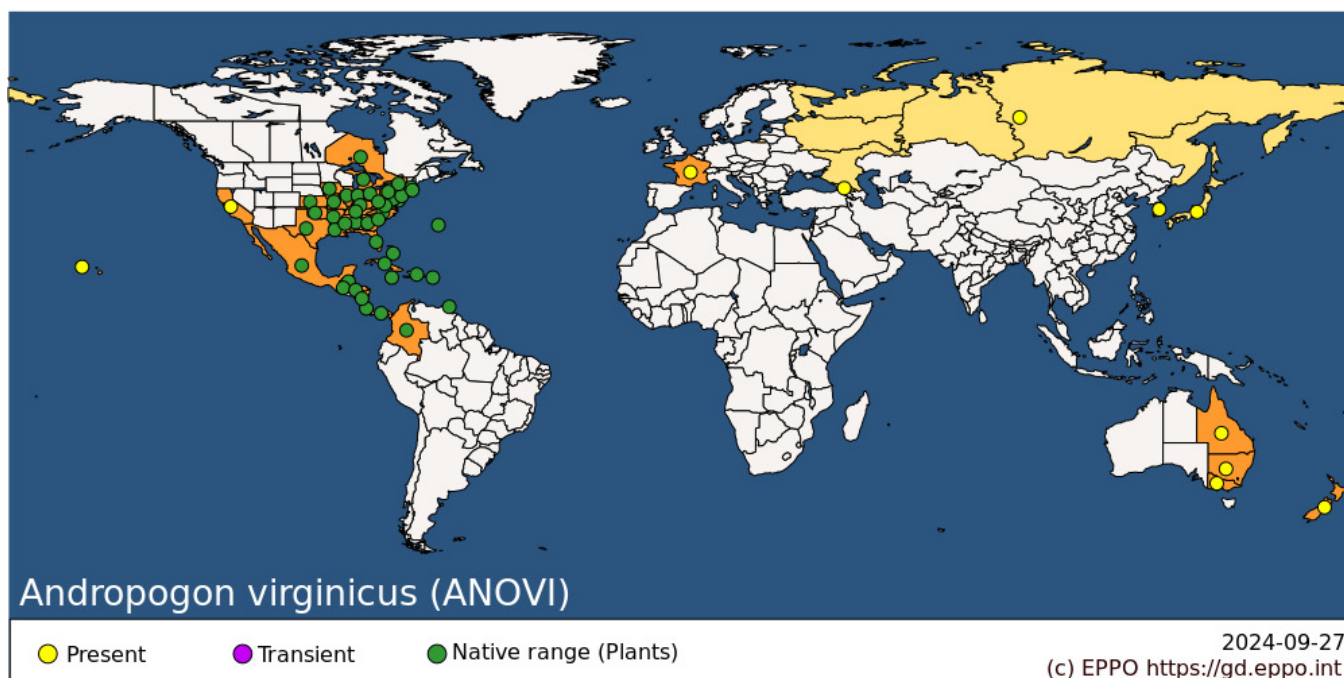 Andropogon virginicus (ANOVI)
Present
Transient
Native range (Plants)
2024-09-27
(c) EPPO https://gd.eppo.int